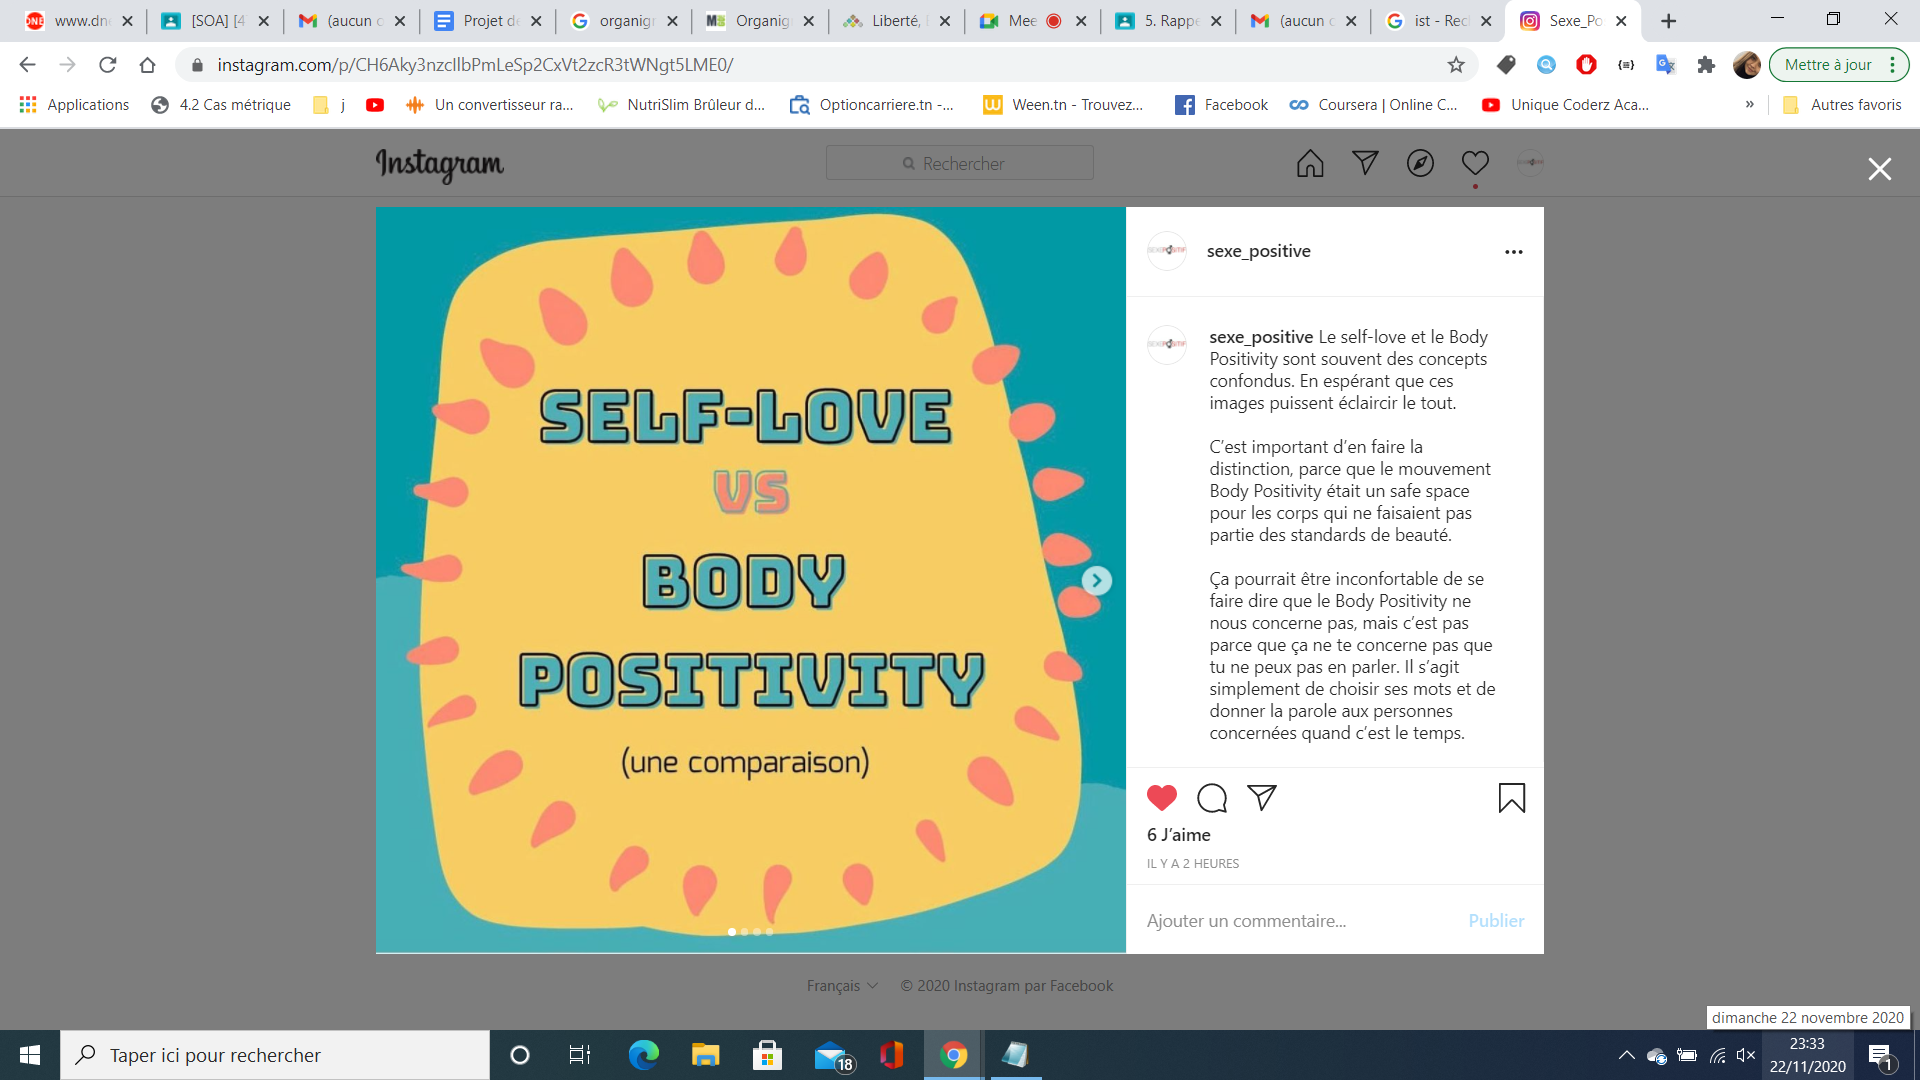 www.dne
[SOA] [4
(aucun o
Projet de
organigr
Organig
Liberté,
Mee
5. Rappe
(aucun o
ist - Rec
Sexe_Po
instagram.com/p/CH6Aky3nzcIlbPmLeSp2CxVt2zcR3tWNgt5LME0/
Mettre à jour
Applications
4.2 Cas métrique
j
Un convertisseur ra...
NutriSlim Brûleur d...
Optioncarriere.tn -...
Ween.tn - Trouvez...
Facebook
Coursera | Online C...
Unique Coderz Aca...
»
Autres favoris
Instagram
Rechercher
SELF-LOVE
VS
BODY
POSITIVITY
(une comparaison)
sexe_positive
sexe_positive Le self-love et le Body
Positivity sont souvent des concepts
confondus. En espérant que ces
images puissent éclaircir le tout.
C'est important d'en faire la
distinction, parce que le mouvement
Body Positivity était un safe space
pour les corps qui ne faisaient pas
partie des standards de beauté.
Ça pourrait être inconfortable de se
faire dire que le Body Positivity ne
nous concerne pas, mais c'est pas
parce que ça ne te concerne pas que
tu ne peux pas en parler. Il s'agit
simplement de choisir ses mots et de
donner la parole aux personnes
concernées quand c'est le temps.
6 J'aime
IL Y A 2 HEURES
Ajouter un commentaire...
Publier
Français
© 2020 Instagram par Facebook
dimanche 22 novembre 2020
Taper ici pour rechercher
18
23:33
22/11/2020
1